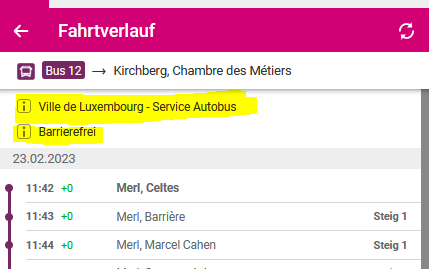 Fahrtverlauf
Bus 12 → Kirchberg, Chambre des Métiers
Ville de Luxembourg - Service Autobus
Barrierefrei
23.02.2023
11:42 +0 Merl, Celtes
11:43 +0 Merl, Barrière Steig 1
11:44 +0 Merl, Marcel Cahen Steig 1